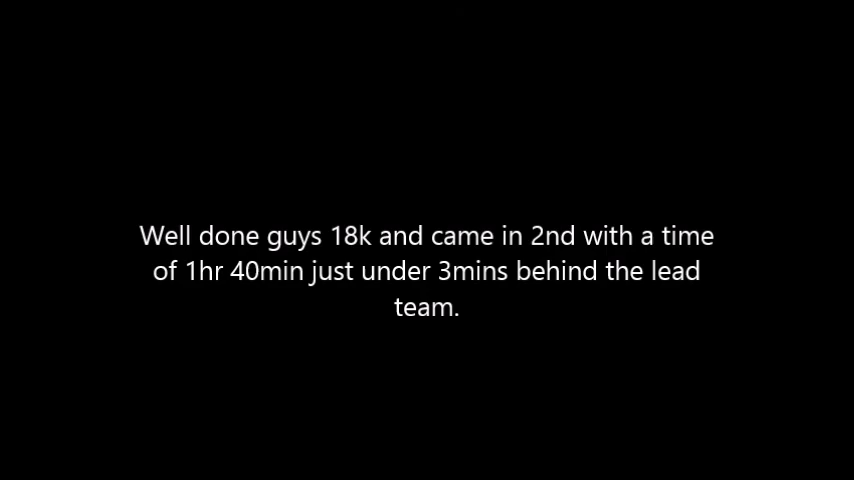 Well done guys 18k and came in 2nd with a time
of 1hr 40min just under 3mins behind the lead
team.